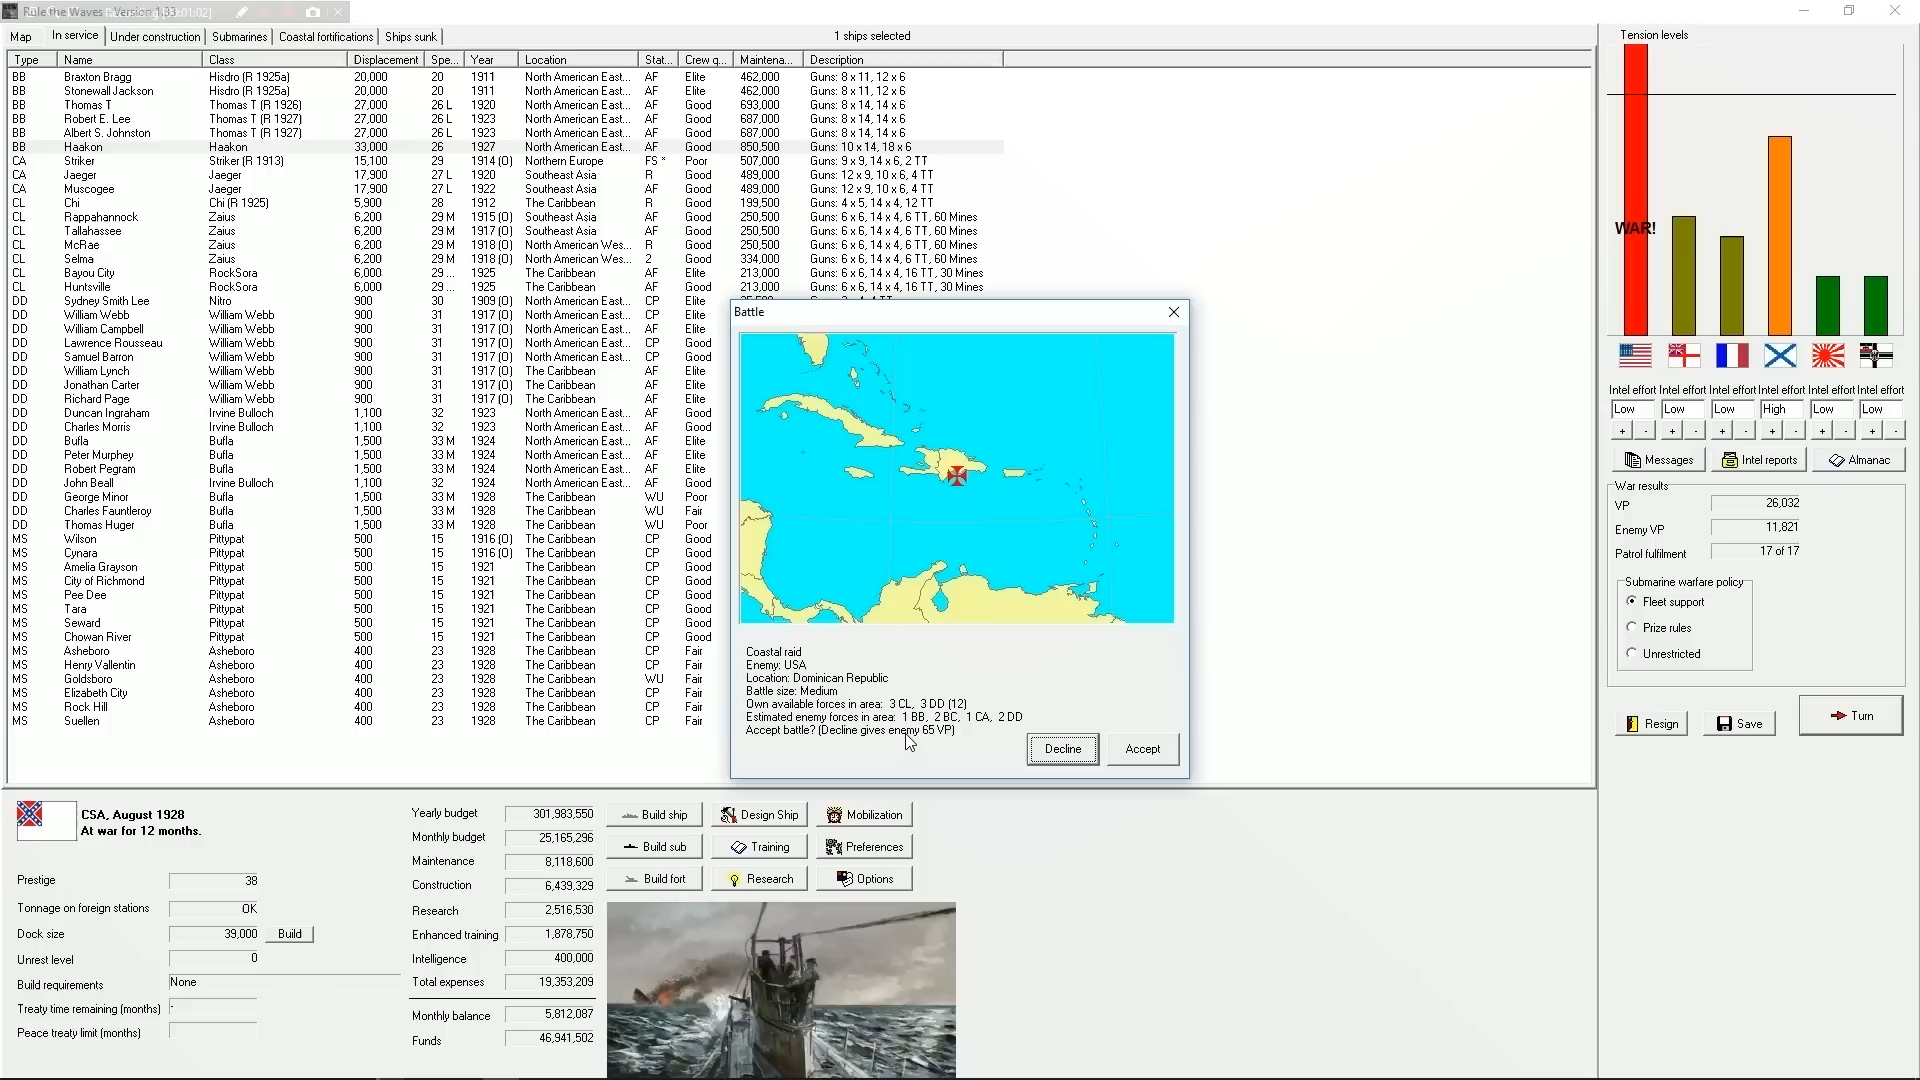 Rule the Waves - Version 1.33
Map In service Under construction Submarines Coastal fortifications Ships sunk
1 ships selected
Type Name Class Displacement Spe... Year Location Stat... Crew q... Maintena... Description
BB Braxton Bragg Hisdro (R 1925a) 20,000 20 1911 North American East... AF Elite 462,000 Guns: 8 x 11, 12 x 6
BB Stonewall Jackson Hisdro (R 1925a) 20,000 20 1911 North American East... AF Elite 462,000 Guns: 8 x 11, 12 x 6
BB Thomas T Thomas T (R 1926) 27,000 26 L 1920 North American East... AF Good 693,000 Guns: 8 x 14, 14 x 6
BB Robert E. Lee Thomas T (R 1927) 27,000 26 L 1923 North American East... AF Good 687,000 Guns: 8 x 14, 14 x 6
BB Albert S. Johnston Thomas T (R 1927) 27,000 26 L 1923 North American East... AF Good 687,000 Guns: 8 x 14, 14 x 6
BB Haakon Haakon 33,000 26 1927 North American East... AF Good 850,500 Guns: 10 x 14, 18 x 6
CA Striker Striker (R 1913) 15,100 29 1914 (O) Northern Europe FS * Poor 507,000 Guns: 9 x 9, 14 x 6, 2 TT
CA Jaeger Jaeger 17,900 27 L 1920 Southeast Asia R Good 489,000 Guns: 12 x 9, 10 x 6, 4 TT
CA Muscogee Jaeger 17,900 27 L 1922 Southeast Asia AF Good 489,000 Guns: 12 x 9, 10 x 6, 4 TT
CL Chi Chi (R 1925) 5,900 28 1912 The Caribbean R Good 199,500 Guns: 4 x 5, 14 x 4, 12 TT
CL Rappahannock Zaius 6,200 29 M 1915 (O) Southeast Asia AF Good 250,500 Guns: 6 x 6, 14 x 4, 6 TT, 60 Mines
CL Tallahassee Zaius 6,200 29 M 1917 (O) Southeast Asia AF Good 250,500 Guns: 6 x 6, 14 x 4, 6 TT, 60 Mines
CL McRae Zaius 6,200 29 M 1918 (O) North American Wes... R Good 250,500 Guns: 6 x 6, 14 x 4, 6 TT, 60 Mines
CL Selma Zaius 6,200 29 M 1918 (O) North American Wes... 2 Good 334,000 Guns: 6 x 6, 14 x 4, 6 TT, 60 Mines
CL Bayou City RockSora 6,000 29 ... 1925 The Caribbean AF Elite 213,000 Guns: 6 x 6, 14 x 4, 16 TT, 30 Mines
CL Huntsville RockSora 6,000 29 ... 1925 The Caribbean AF Elite 213,000 Guns: 6 x 6, 14 x 4, 16 TT, 30 Mines
DD Sydney Smith Lee Nitro 900 30 1909 (O) North American East... CP Elite
DD William Webb William Webb 900 31 1917 (O) North American East... CP Elite
DD William Campbell William Webb 900 31 1917 (O) North American East... AF Elite
DD Lawrence Rousseau William Webb 900 31 1917 (O) North American East... CP Elite
DD Samuel Barron William Webb 900 31 1917 (O) North American East... CP Elite
DD William Lynch William Webb 900 31 1917 (O) The Caribbean AF Elite
DD Jonathan Carter William Webb 900 31 1917 (O) The Caribbean AF Elite
DD Richard Page William Webb 900 31 1917 (O) The Caribbean AF Elite
DD Duncan Ingraham Irvine Bulloch 1,100 32 1923 North American East... AF Good
DD Charles Morris Irvine Bulloch 1,100 32 1923 North American East... AF Good
DD Bufla Bufla 1,500 33 M 1924 North American East... AF Elite
DD Peter Murphey Bufla 1,500 33 M 1924 North American East... AF Elite
DD Robert Pegram Bufla 1,500 33 M 1924 North American East... AF Elite
DD John Beall Irvine Bulloch 1,100 32 1924 North American East... AF Good
DD George Minor Bufla 1,500 33 M 1928 The Caribbean WU Poor
DD Charles Fauntleroy Bufla 1,500 33 M 1928 The Caribbean WU Fair
DD Thomas Huger Bufla 1,500 33 M 1928 The Caribbean WU Poor
MS Wilson Pittypat 500 15 1916 (O) The Caribbean CP Good
MS Cynara Pittypat 500 15 1916 (O) The Caribbean CP Good
MS Amelia Grayson Pittypat 500 15 1921 The Caribbean CP Good
MS City of Richmond Pittypat 500 15 1921 The Caribbean CP Good
MS Pee Dee Pittypat 500 15 1921 The Caribbean CP Good
MS Tara Pittypat 500 15 1921 The Caribbean CP Good
MS Seward Pittypat 500 15 1921 The Caribbean CP Good
MS Chowan River Pittypat 500 15 1921 The Caribbean CP Good
MS Asheboro Asheboro 400 23 1928 The Caribbean CP Fair
MS Henry Vallentin Asheboro 400 23 1928 The Caribbean CP Fair
MS Goldsboro Asheboro 400 23 1928 The Caribbean WU Fair
MS Elizabeth City Asheboro 400 23 1928 The Caribbean CP Fair
MS Rock Hill Asheboro 400 23 1928 The Caribbean CP Fair
MS Suellen Asheboro 400 23 1928 The Caribbean CP Fair
Battle
Coastal raid
Enemy: USA
Location: Dominican Republic
Battle size: Medium
Own available forces in area: 3 CL, 3 DD (12)
Estimated enemy forces in area: 1 BB, 2 BC, 1 CA, 2 DD
Accept battle? (Decline gives enemy 65 VP)
Decline Accept
Tension levels
WAR!
Intel effort Intel effort Intel effort Intel effort Intel effort Intel effort
Low Low Low High Low Low
+ - + - + - + - + - + -
Messages Intel reports Almanac
War results
VP 26,032
Enemy VP 11,821
Patrol fulfilment 17 of 17
Submarine warfare policy
Fleet support
Prize rules
Unrestricted
Resign Save Turn
CSA, August 1928
At war for 12 months.
Prestige 38
Tonnage on foreign stations OK
Dock size 39,000 Build
Unrest level 0
Build requirements None
Treaty time remaining (months) -
Peace treaty limit (months)
Yearly budget 301,983,550
Monthly budget 25,165,296
Maintenance 8,118,600
Construction 6,439,329
Research 2,516,530
Enhanced training 1,878,750
Intelligence 400,000
Total expenses 19,353,209
Monthly balance 5,812,087
Funds 46,941,502
Build ship Design Ship Mobilization
Build sub Training Preferences
Build fort Research Options